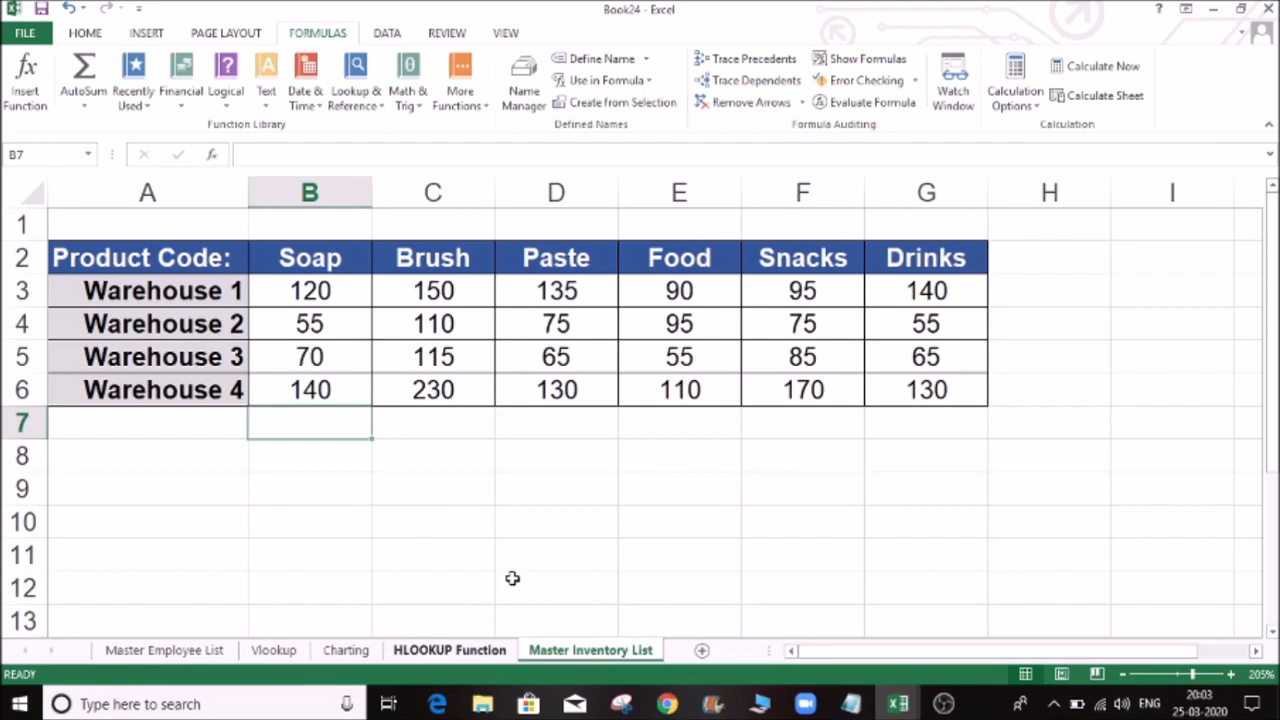 Book24 - Excel
?
FILE HOME INSERT PAGE LAYOUT FORMULAS DATA REVIEW VIEW
fx Insert Function
Σ AutoSum
Recently Used
Financial
Logical
Text
Date & Time
Lookup & Reference
Math & Trig
More Functions
Function Library
Name Manager
Define Name
Use in Formula
Create from Selection
Defined Names
Trace Precedents
Trace Dependents
Remove Arrows
Show Formulas
Error Checking
Evaluate Formula
Formula Auditing
Watch Window
Calculation Options
Calculate Now
Calculate Sheet
Calculation
B7 fx
A B C D E F G H I
1
2 Product Code: Soap Brush Paste Food Snacks Drinks
3 Warehouse 1 120 150 135 90 95 140
4 Warehouse 2 55 110 75 95 75 55
5 Warehouse 3 70 115 65 55 85 65
6 Warehouse 4 140 230 130 110 170 130
7
8
9
10
11
12
13
Master Employee List Vlookup Charting HLOOKUP Function Master Inventory List
READY 205%
Type here to search ENG 20:03
25-03-2020